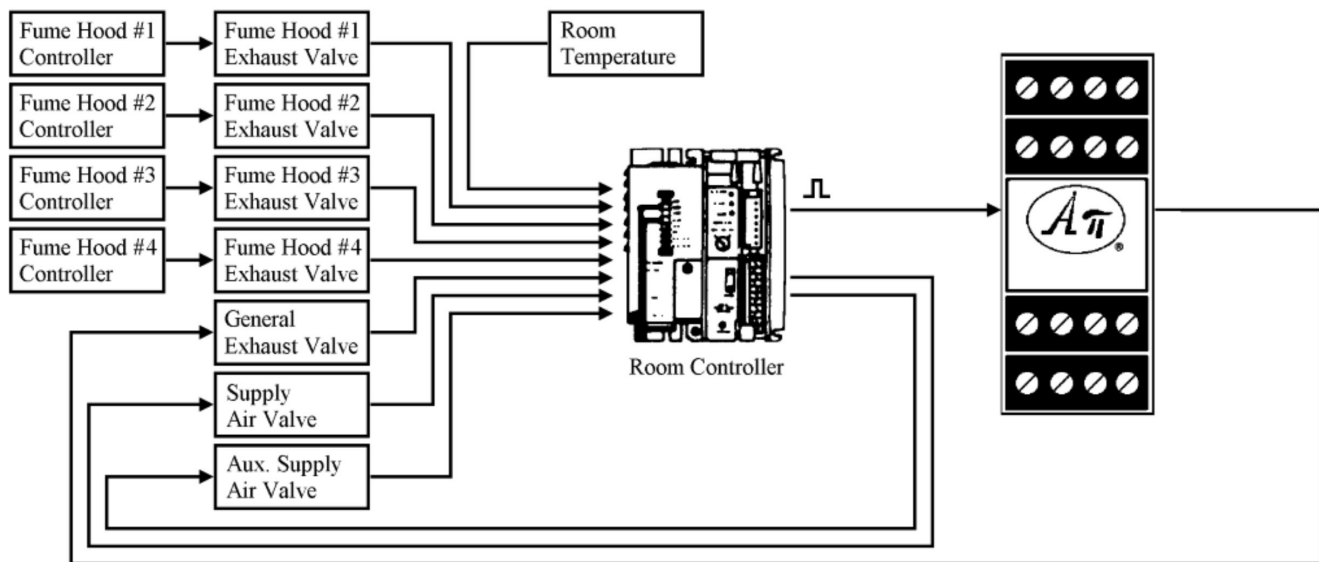 Fume Hood #1
Controller
Fume Hood #1
Exhaust Valve
Room
Temperature
Fume Hood #2
Controller
Fume Hood #2
Exhaust Valve
Fume Hood #3
Controller
Fume Hood #3
Exhaust Valve
Fume Hood #4
Controller
Fume Hood #4
Exhaust Valve
General
Exhaust Valve
Supply
Air Valve
Aux. Supply
Air Valve
Room Controller
Aπ
®